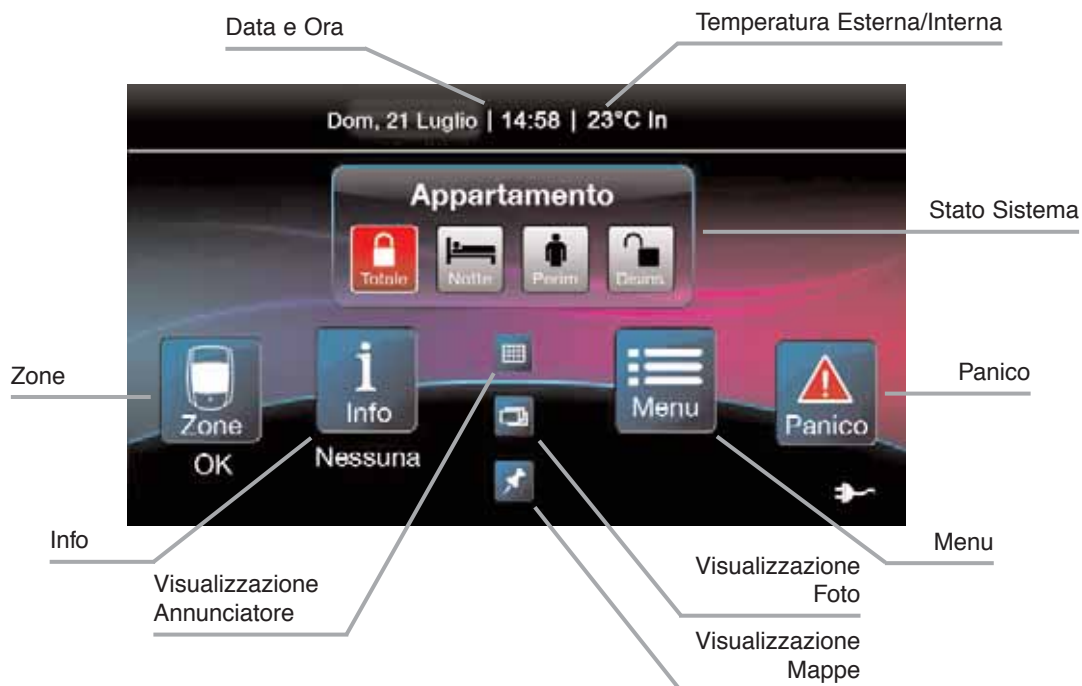 Data e Ora
Temperatura Esterna/Interna
Dom, 21 Luglio | 14:58 | 23°C In
Appartamento
Stato Sistema
Totale Notte Perim
Zone
Zone
OK
Info
Nessuna
Menu
Panico
Panico
Info
Visualizzazione
Annunciatore
Menu
Visualizzazione
Foto
Visualizzazione
Mappe